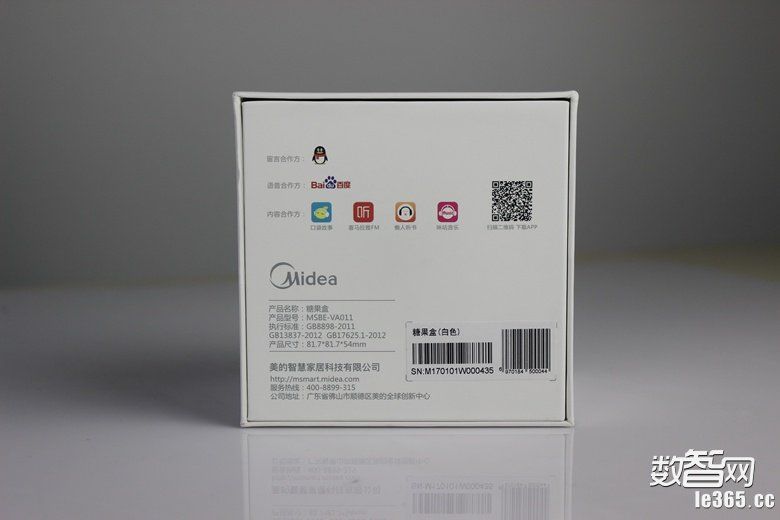 留言合作方：
语音合作方： Bai百度
内容合作方： 口袋故事 听 喜马拉雅FM 懒人听书 咪咕音乐
扫描二维码 下载APP
Midea
产品名称：糖果盒
产品型号：MSBE-VA011
执行标准：GB8898-2011
GB13837-2012 GB17625.1-2012
产品尺寸：81.7*81.7*54mm
糖果盒(白色)
SN:M170101W000435
6970184500044
美的智慧家居科技有限公司
http://msmart.midea.com
服务热线：400-8899-315
公司地址：广东省佛山市顺德区美的全球创新中心
数智网
le365.cc